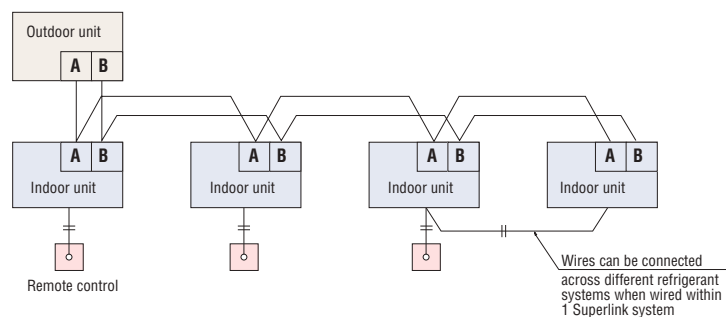 Outdoor unit
A B
A B
A B
A B
A B
Indoor unit
Indoor unit
Indoor unit
Indoor unit
Remote control
Wires can be connected
across different refrigerant
systems when wired within
1 Superlink system